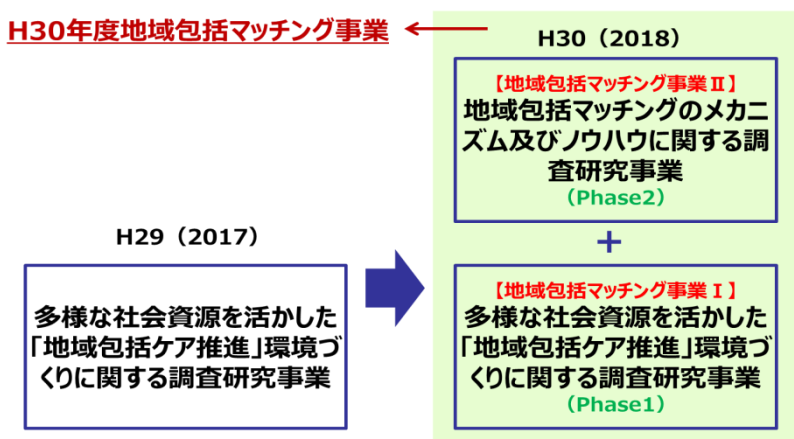 H30年度地域包括マッチング事業
H30（2018）
【地域包括マッチング事業Ⅱ】
地域包括マッチングのメカニ
ズム及びノウハウに関する調
査研究事業
（Phase2）
＋
H29（2017）
多様な社会資源を活かした
「地域包括ケア推進」環境づ
くりに関する調査研究事業
【地域包括マッチング事業Ⅰ】
多様な社会資源を活かした
「地域包括ケア推進」環境づ
くりに関する調査研究事業
（Phase1）